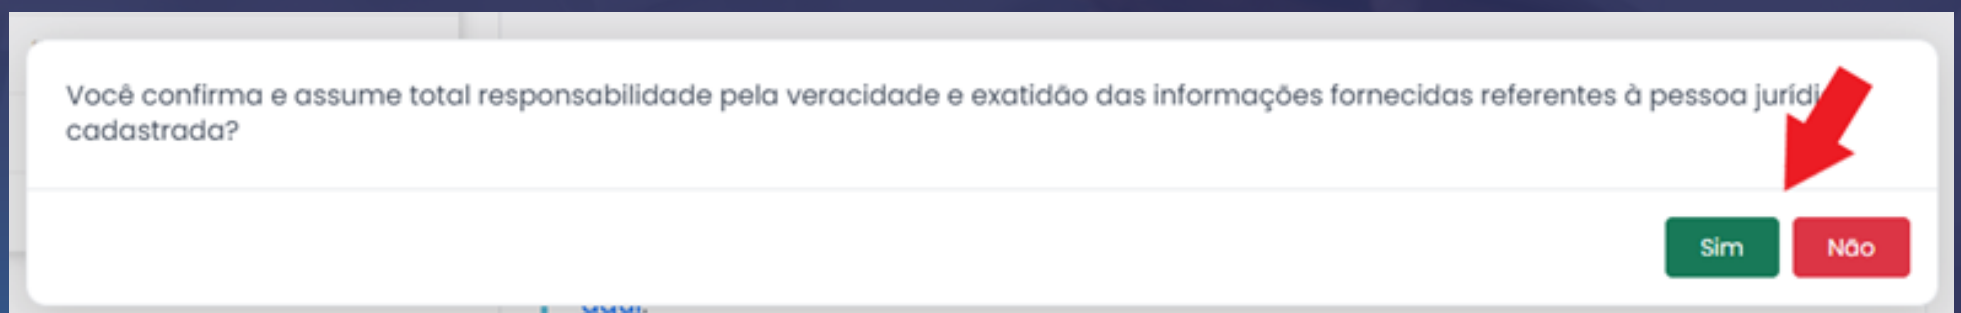 Você confirma e assume total responsabilidade pela veracidade e exatidão das informações fornecidas referentes à pessoa
cadastrada?
Sim
Não